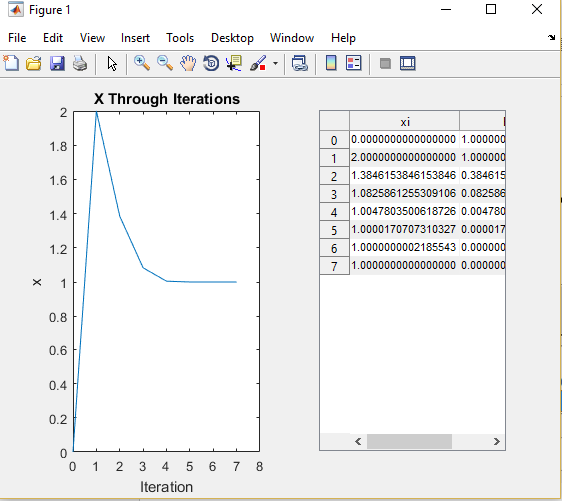 Figure 1
File Edit View Insert Tools Desktop Window Help
X Through Iterations
2
1.8
1.6
1.4
1.2
1
0.8
0.6
0.4
0.2
0
x
0 1 2 3 4 5 6 7 8
Iteration
xi
0 0.0000000000000000 1.000000
1 2.0000000000000000 1.000000
2 1.3846153846153846 0.384615
3 1.0825861255309106 0.082586
4 1.0047803500618726 0.004780
5 1.0000170707310327 0.000017
6 1.0000000002185543 0.000000
7 1.0000000000000000 0.000000